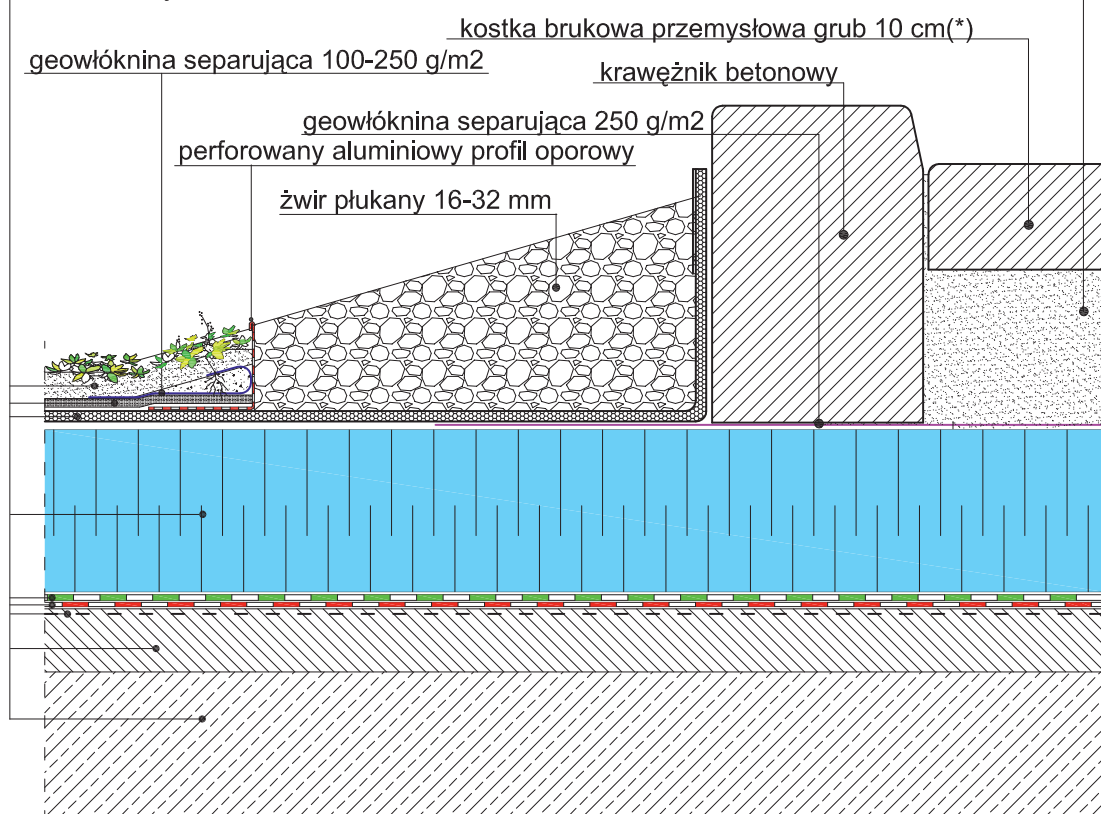 kostka brukowa przemysłowa grub 10 cm(*)
geowłóknina separująca 100-250 g/m2
krawężnik betonowy
geowłóknina separująca 250 g/m2
perforowany aluminiowy profil oporowy
żwir płukany 16-32 mm